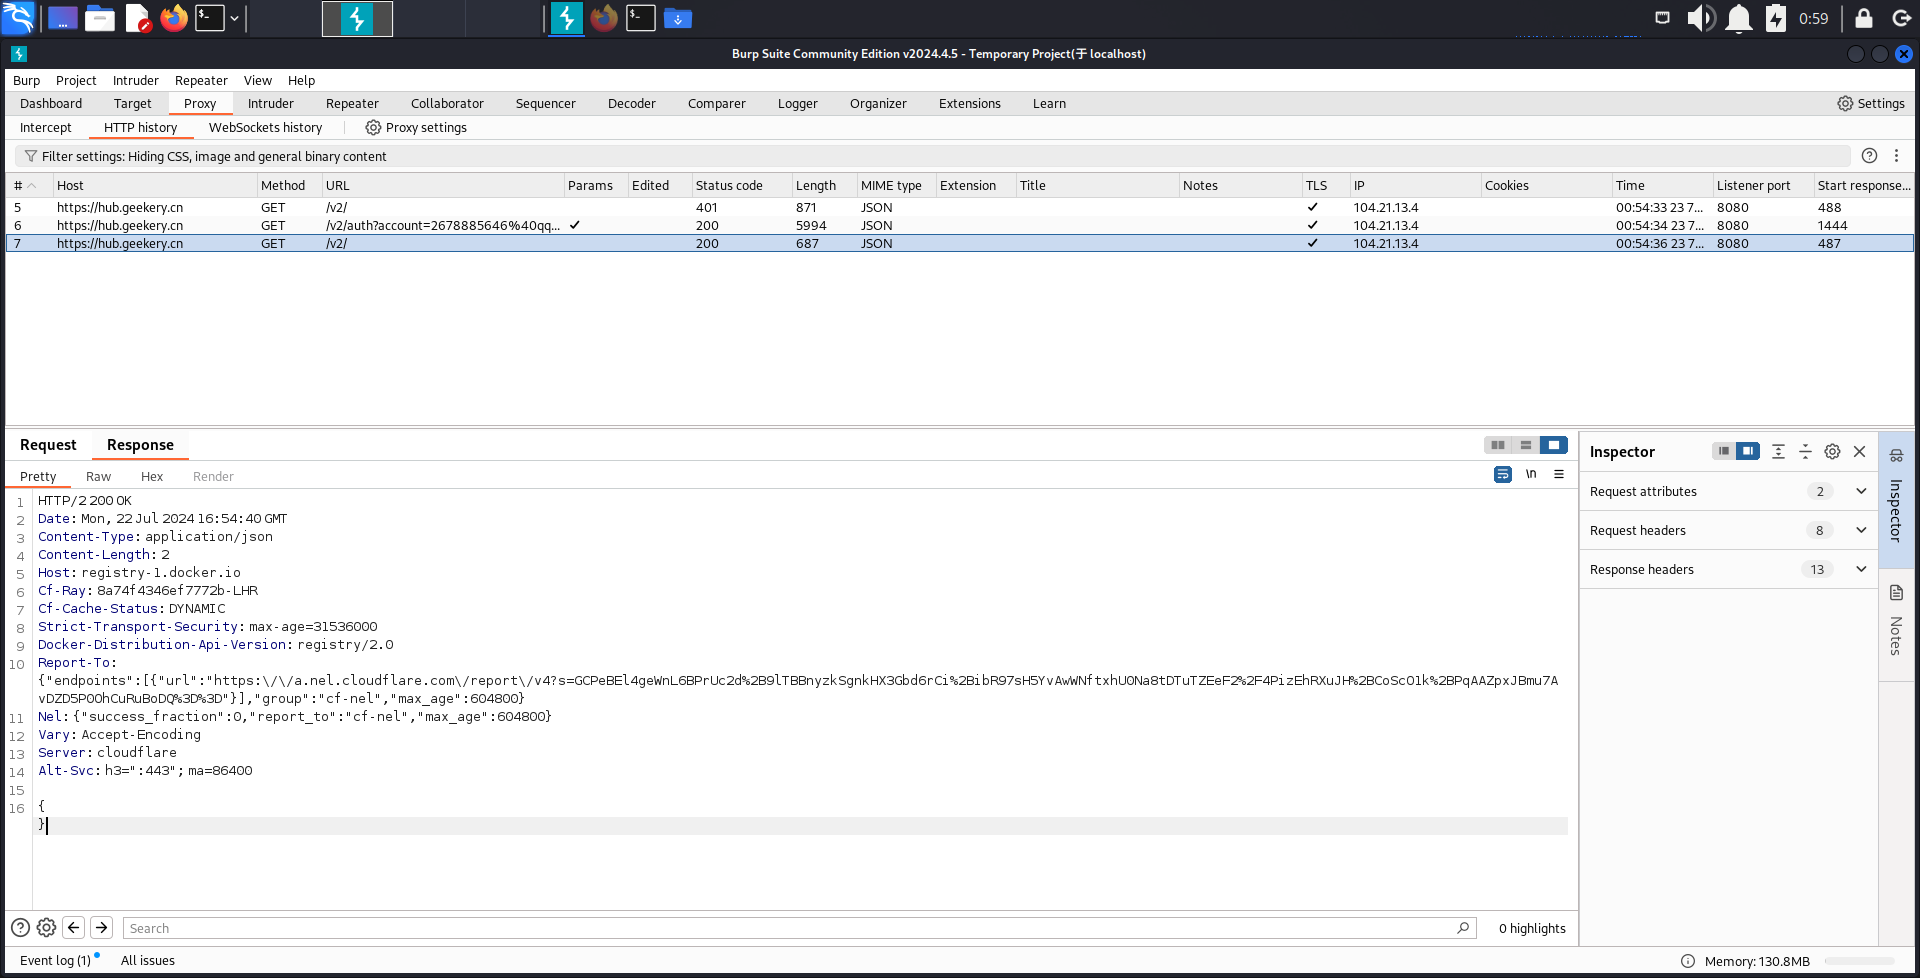 0:59
Burp Suite Community Edition v2024.4.5 - Temporary Project(于 localhost)
Burp Project Intruder Repeater View Help
Dashboard Target Proxy Intruder Repeater Collaborator Sequencer Decoder Comparer Logger Organizer Extensions Learn Settings
Intercept HTTP history WebSockets history Proxy settings
Filter settings: Hiding CSS, image and general binary content
# Host Method URL Params Edited Status code Length MIME type Extension Title Notes TLS IP Cookies Time Listener port Start response...
5 https://hub.geekery.cn GET /v2/ 401 871 JSON ✓ 104.21.13.4 00:54:33 23 7... 8080 488
6 https://hub.geekery.cn GET /v2/auth?account=2678885646%40qq... ✓ 200 5994 JSON ✓ 104.21.13.4 00:54:34 23 7... 8080 1444
7 https://hub.geekery.cn GET /v2/ 200 687 JSON ✓ 104.21.13.4 00:54:36 23 7... 8080 487
Request Response
Pretty Raw Hex Render \n
1 HTTP/2 200 OK
2 Date: Mon, 22 Jul 2024 16:54:40 GMT
3 Content-Type: application/json
4 Content-Length: 2
5 Host: registry-1.docker.io
6 Cf-Ray: 8a74f4346ef7772b-LHR
7 Cf-Cache-Status: DYNAMIC
8 Strict-Transport-Security: max-age=31536000
9 Docker-Distribution-Api-Version: registry/2.0
10 Report-To:
{"endpoints":[{"url":"https:\/\/a.nel.cloudflare.com\/report\/v4?s=GCPeBEl4geWnL6BPrUc2d%2B9lTBBnyzkSgnkHX3Gbd6rCi%2BibR97sH5YvAwWNftxhU0Na8tDTuTZEeF2%2F4PizEhRXuJH%2BCoScO1k%2BPqAAZpxJBmu7A
vDZD5P00hCuRuBoDQ%3D%3D"}],"group":"cf-nel","max_age":604800}
11 Nel: {"success_fraction":0,"report_to":"cf-nel","max_age":604800}
12 Vary: Accept-Encoding
13 Server: cloudflare
14 Alt-Svc: h3=":443"; ma=86400
15
16 {
}
Inspector
Request attributes 2
Request headers 8
Response headers 13
Inspector
Notes
Search 0 highlights
Event log (1) All issues Memory: 130.8MB